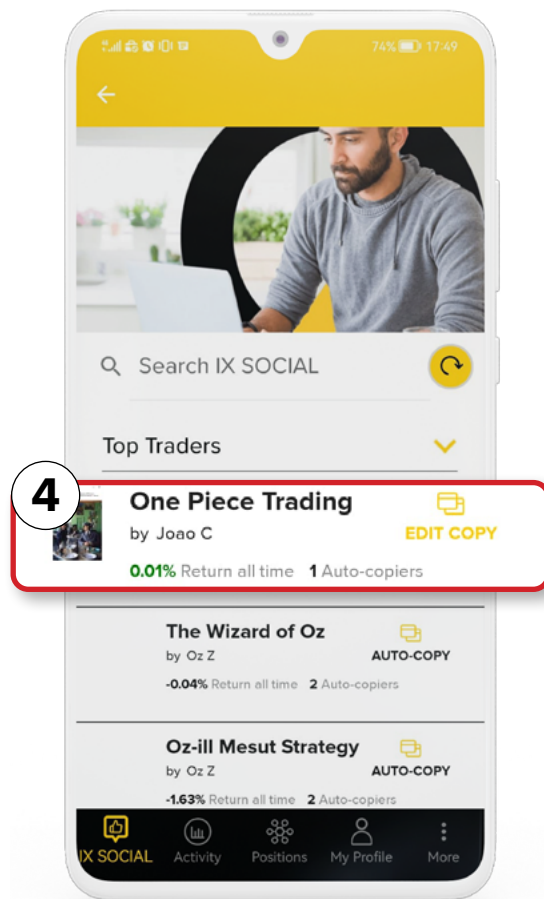 74% 17:49
Search IX SOCIAL
Top Traders
4
One Piece Trading
by Joao C
EDIT COPY
0.01% Return all time 1 Auto-copiers
The Wizard of Oz
by Oz Z
AUTO-COPY
-0.04% Return all time 2 Auto-copiers
Oz-ill Mesut Strategy
by Oz Z
AUTO-COPY
-1.63% Return all time 2 Auto-copiers
IX SOCIAL Activity Positions My Profile More